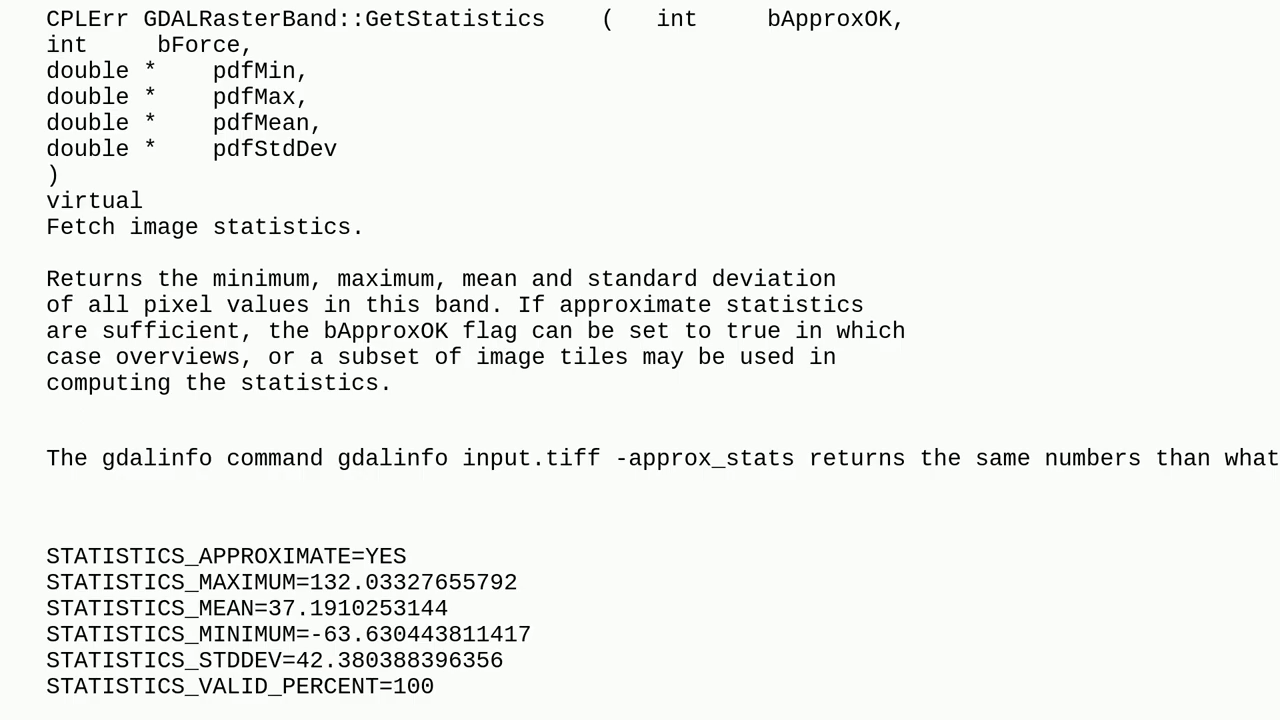 CPLErr GDALRasterBand::GetStatistics    (   int     bApproxOK,
int     bForce,
double *    pdfMin,
double *    pdfMax,
double *    pdfMean,
double *    pdfStdDev
)
virtual
Fetch image statistics.

Returns the minimum, maximum, mean and standard deviation
of all pixel values in this band. If approximate statistics
are sufficient, the bApproxOK flag can be set to true in which
case overviews, or a subset of image tiles may be used in
computing the statistics.

The gdalinfo command gdalinfo input.tiff -approx_stats returns the same numbers than what

STATISTICS_APPROXIMATE=YES
STATISTICS_MAXIMUM=132.03327655792
STATISTICS_MEAN=37.1910253144
STATISTICS_MINIMUM=-63.630443811417
STATISTICS_STDDEV=42.380388396356
STATISTICS_VALID_PERCENT=100